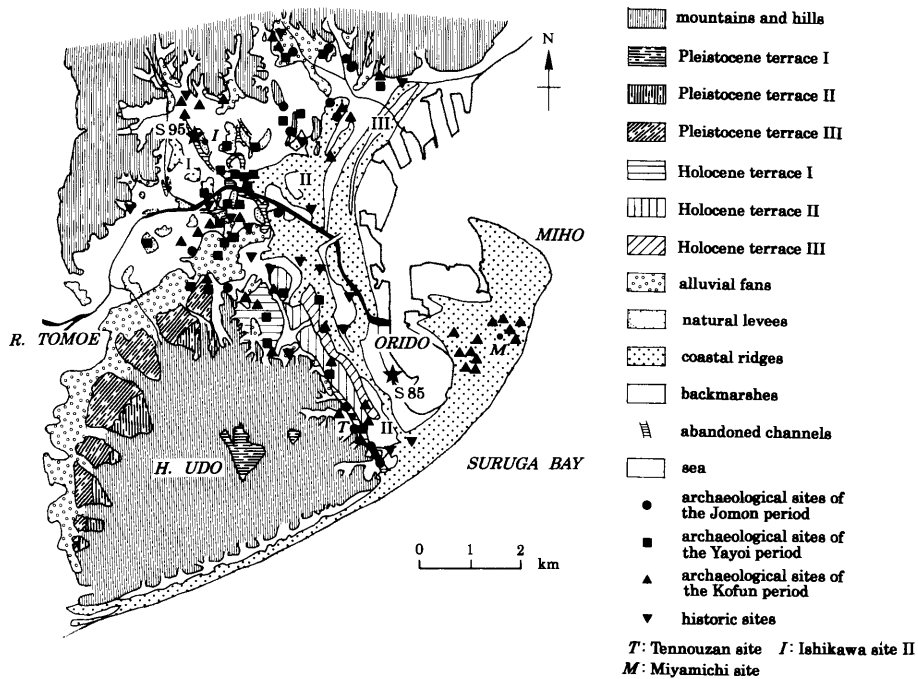 N
S 95
I
I
II
III
MIHO
R. TOMOE
ORIDO
M
S 85
T
II
H. UDO
SURUGA BAY
0 1 2
km
mountains and hills
Pleistocene terrace I
Pleistocene terrace II
Pleistocene terrace III
Holocene terrace I
Holocene terrace II
Holocene terrace III
alluvial fans
natural levees
coastal ridges
backmarshes
abandoned channels
sea
archaeological sites of
the Jomon period
archaeological sites of
the Yayoi period
archaeological sites of
the Kofun period
historic sites
T: Tennouzan site I: Ishikawa site II
M: Miyamichi site